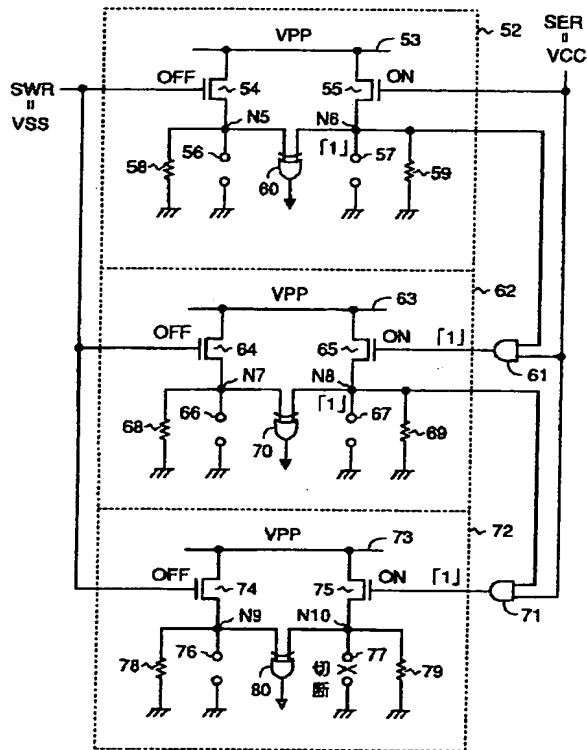 SER
॥
VCC
SWR
॥
VSS
52
VPP 53
OFF 54 55 ON
N5 N6
58 56 60 「1」 57 59
62
VPP 63
OFF 64 65 ON 「1」 61
N7 N8
68 66 70 「1」 67 69
72
VPP 73
OFF 74 75 ON 「1」 71
N9 N10
78 76 80 77 切断 79